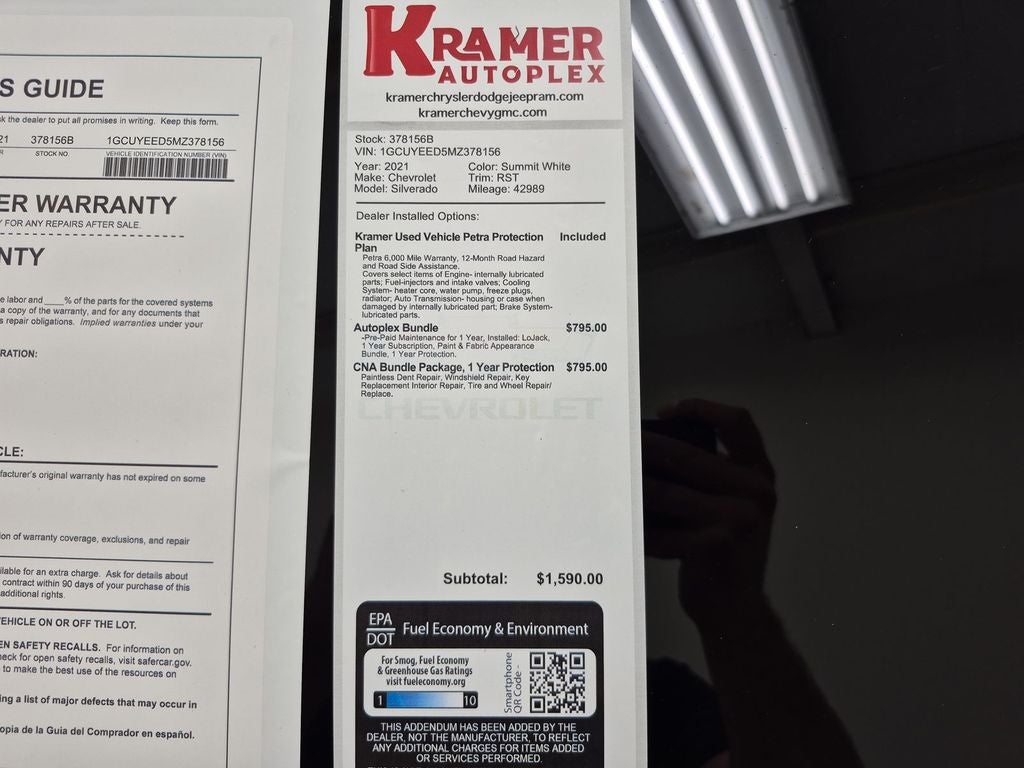 S GUIDE
sk the dealer to put all promises in writing. Keep this form.
21 378156B 1GCUYEED5MZ378156
R STOCK NO. VEHICLE IDENTIFICATION NUMBER (VIN)
ER WARRANTY
FOR ANY REPAIRS AFTER SALE.
NTY
e labor and ____% of the parts for the covered systems
a copy of the warranty, and for any documents that
s repair obligations. Implied warranties under your
RATION:
CLE:
facturer's original warranty has not expired on some
on of warranty coverage, exclusions, and repair
ilable for an extra charge. Ask for details about
contract within 90 days of your purchase of this
additional rights.
EHICLE ON OR OFF THE LOT.
EN SAFETY RECALLS. For information on
eck for open safety recalls, visit safercar.gov.
to make the best use of the resources on
ing a list of major defects that may occur in
opia de la Guia del Comprador en español.
KRAMER
AUTOPLEX
kramerchryslerdodgejeepram.com
kramerchevygmc.com
Stock: 378156B
VIN: 1GCUYEED5MZ378156
Year: 2021 Color: Summit White
Make: Chevrolet Trim: RST
Model: Silverado Mileage: 42989
Dealer Installed Options:
Kramer Used Vehicle Petra Protection Included
Plan
Petra 6,000 Mile Warranty, 12-Month Road Hazard
and Road Side Assistance.
Covers select items of Engine- internally lubricated
parts; Fuel-injectors and intake valves; Cooling
System- heater core, water pump, freeze plugs,
radiator; Auto Transmission- housing or case when
damaged by internally lubricated part; Brake System-
lubricated parts.
Autoplex Bundle $795.00
-Pre-Paid Maintenance for 1 Year, Installed: LoJack,
1 Year Subscription, Paint & Fabric Appearance
Bundle, 1 Year Protection.
CNA Bundle Package, 1 Year Protection $795.00
Paintless Dent Repair, Windshield Repair, Key
Replacement Interior Repair, Tire and Wheel Repair/
Replace.
CHEVROLET
Subtotal: $1,590.00
EPA
DOT Fuel Economy & Environment
For Smog, Fuel Economy
& Greenhouse Gas Ratings
visit fueleconomy.org
1 10
Smartphone
QR Code -
THIS ADDENDUM HAS BEEN ADDED BY THE
DEALER, NOT THE MANUFACTURER, TO REFLECT
ANY ADDITIONAL CHARGES FOR ITEMS ADDED
OR SERVICES PERFORMED.